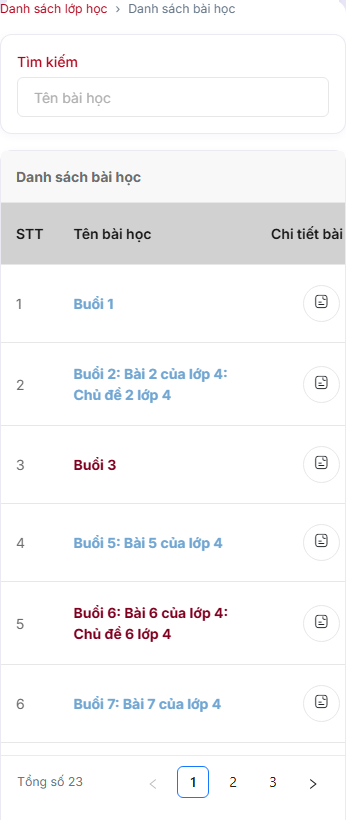 Danh sách lớp học > Danh sách bài học
Tìm kiếm
Tên bài học
Danh sách bài học
STT Tên bài học Chi tiết bài
1 Buổi 1
2 Buổi 2: Bài 2 của lớp 4:
Chủ đề 2 lớp 4
3 Buổi 3
4 Buổi 5: Bài 5 của lớp 4
5 Buổi 6: Bài 6 của lớp 4:
Chủ đề 6 lớp 4
6 Buổi 7: Bài 7 của lớp 4
Tổng số 23 < 1 2 3 >